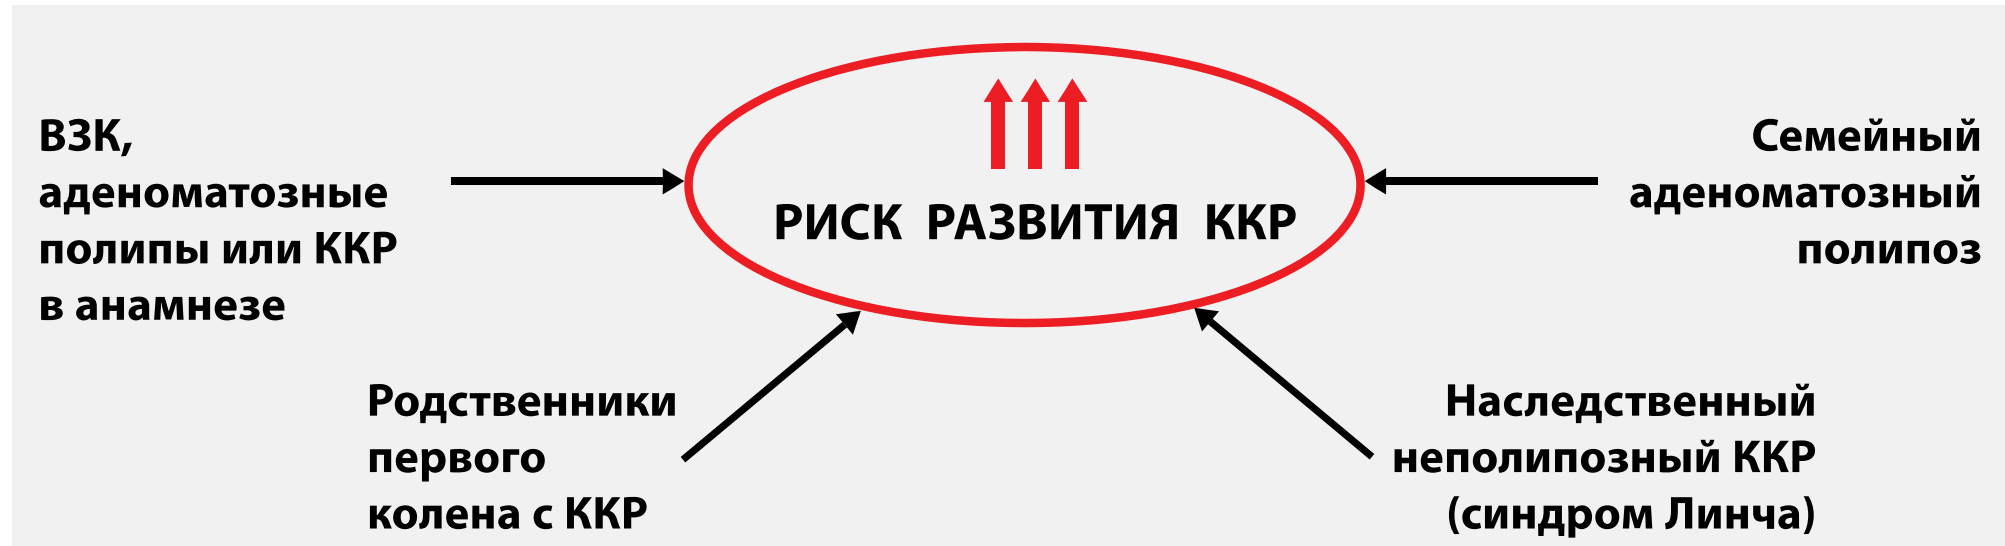 ВЗК,
аденоматозные
полипы или ККР
в анамнезе
РИСК РАЗВИТИЯ ККР
Семейный
аденоматозный
полипоз
Родственники
первого
колена с ККР
Наследственный
неполипозный ККР
(синдром Линча)